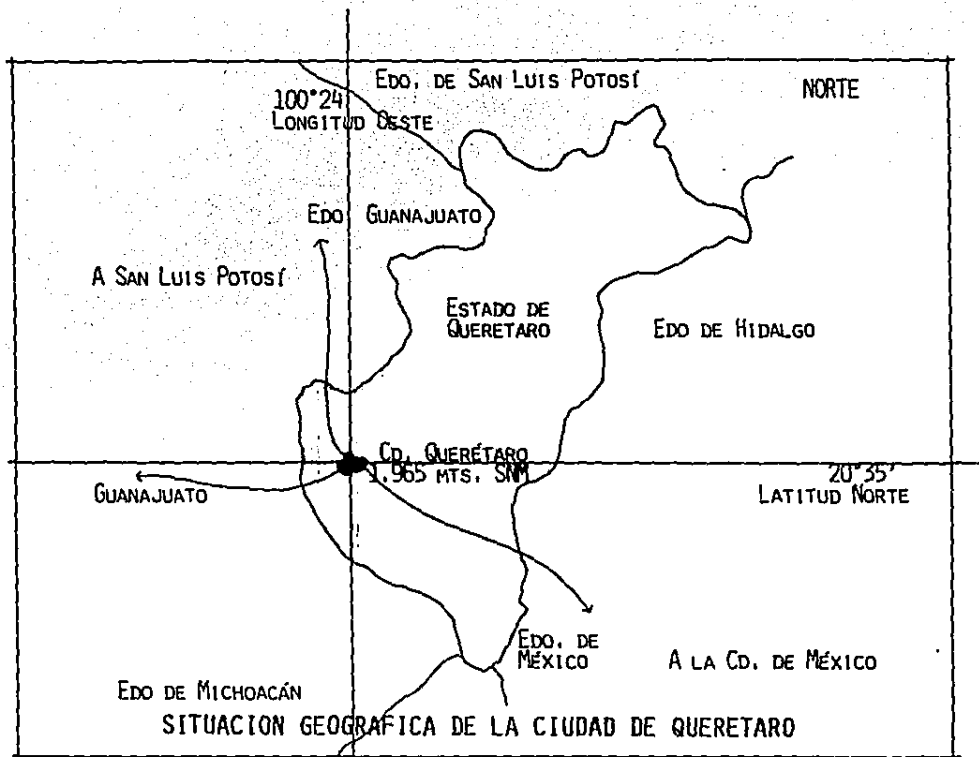 EDO. DE SAN LUIS POTOSÍ
NORTE
100°24'
LONGITUD OESTE
EDO GUANAJUATO
A SAN LUIS POTOSÍ
ESTADO DE
QUERETARO
EDO DE HIDALGO
CD. QUERÉTARO
1.965 MTS. SNM
20°35'
GUANAJUATO
LATITUD NORTE
EDO. DE
MÉXICO
A LA CD. DE MÉXICO
EDO DE MICHOACÁN
SITUACION GEOGRAFICA DE LA CIUDAD DE QUERETARO